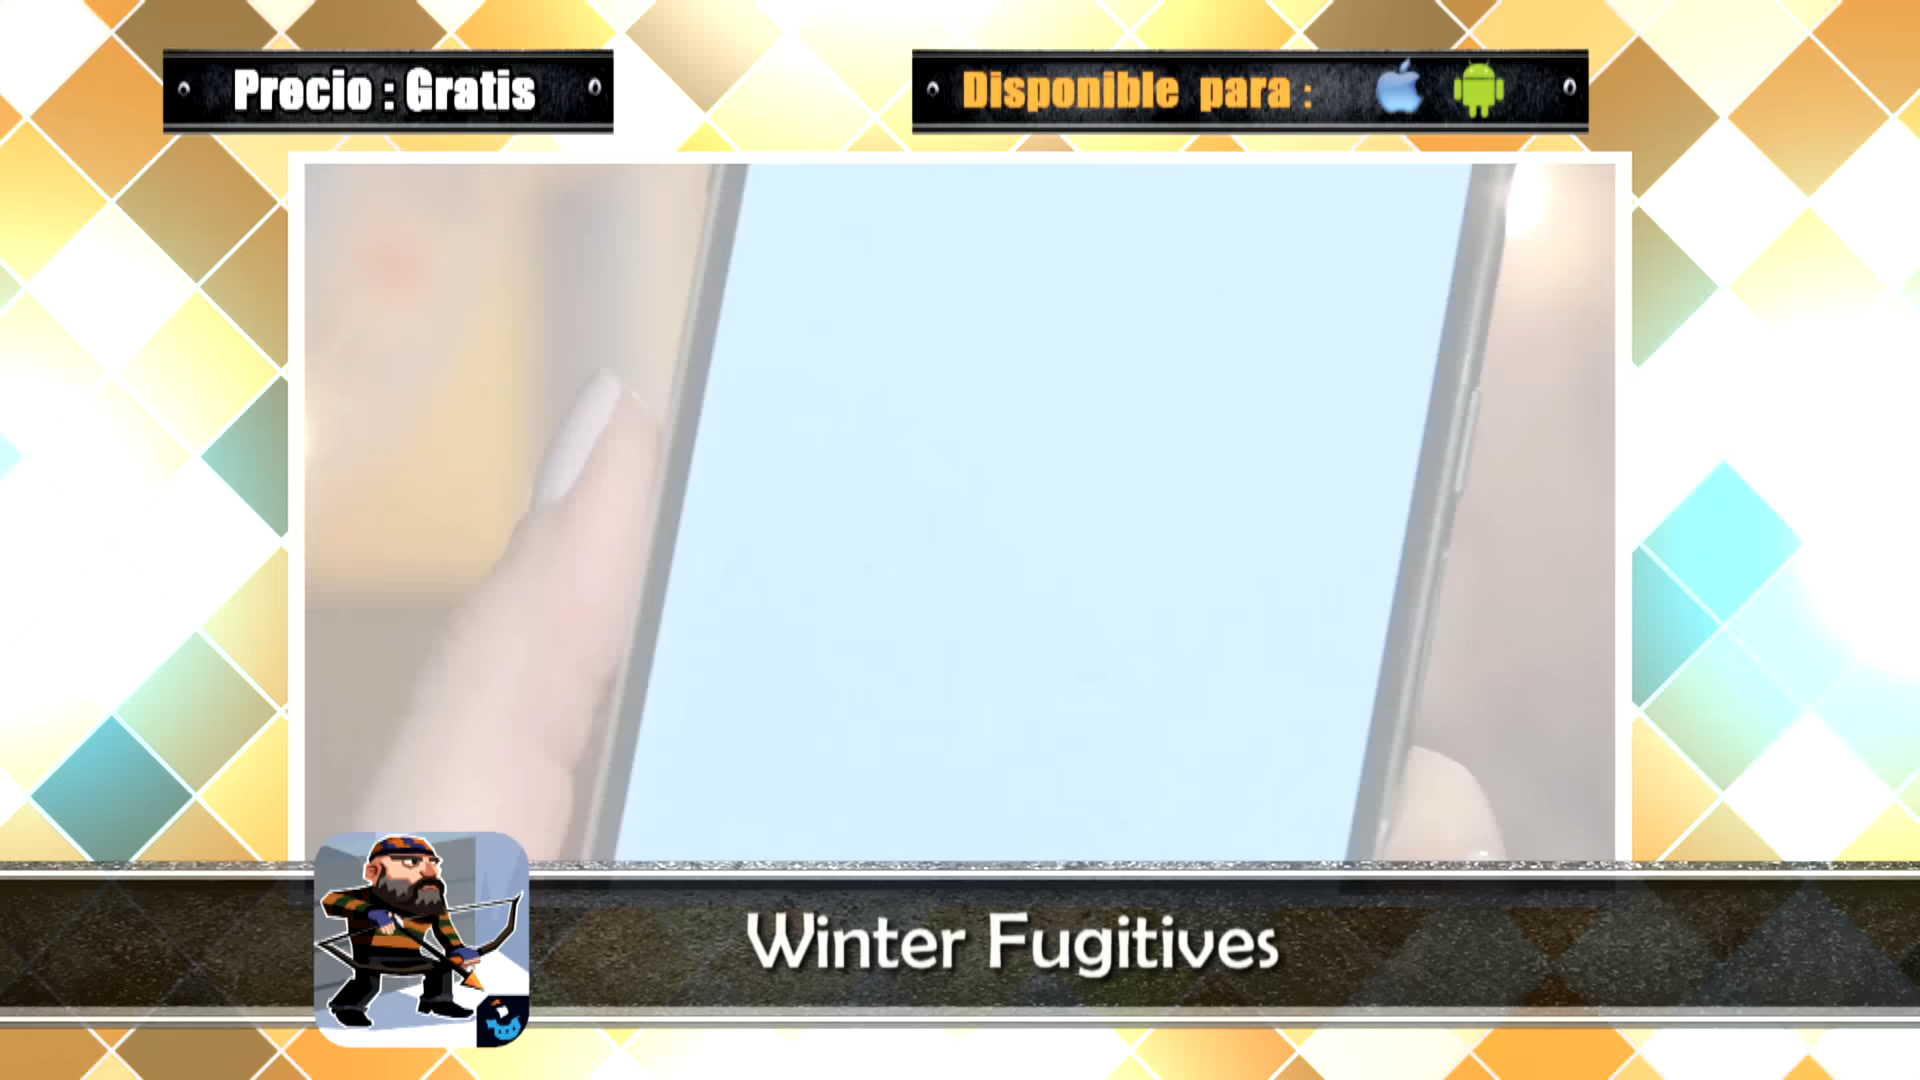 Precio : Gratis
Disponible para :
Winter Fugitives